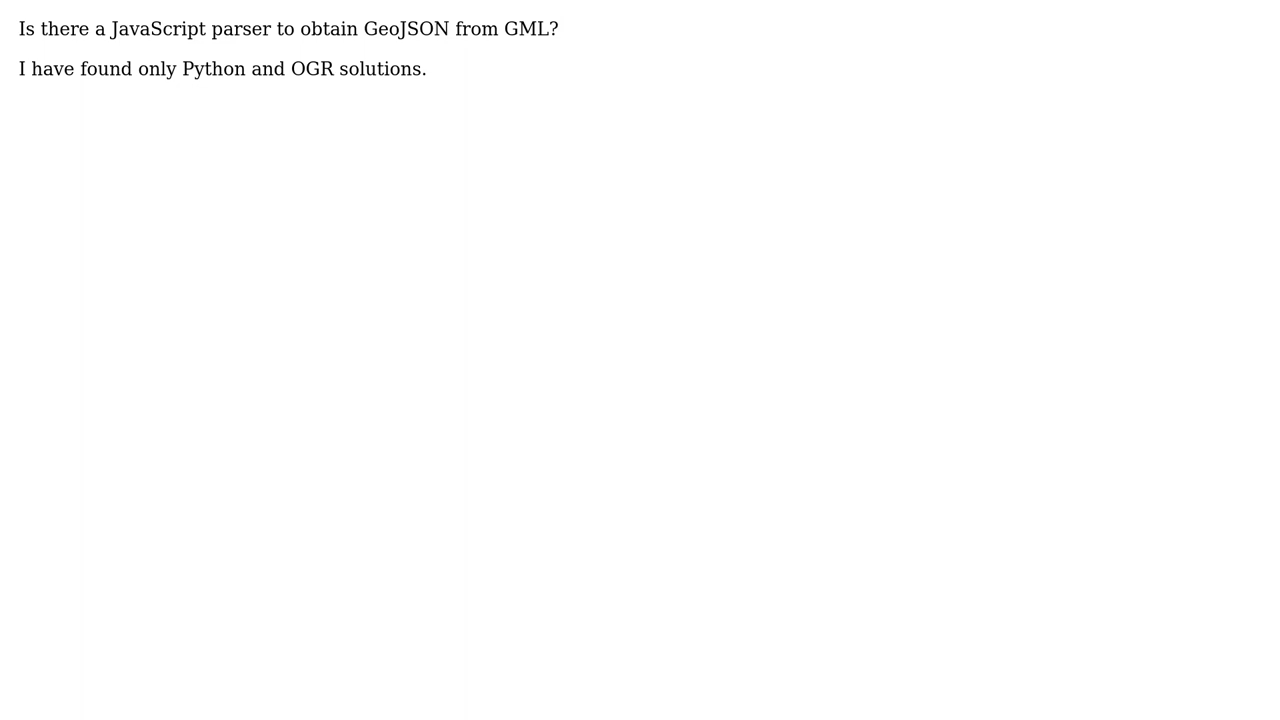 Is there a JavaScript parser to obtain GeoJSON from GML?
I have found only Python and OGR solutions.